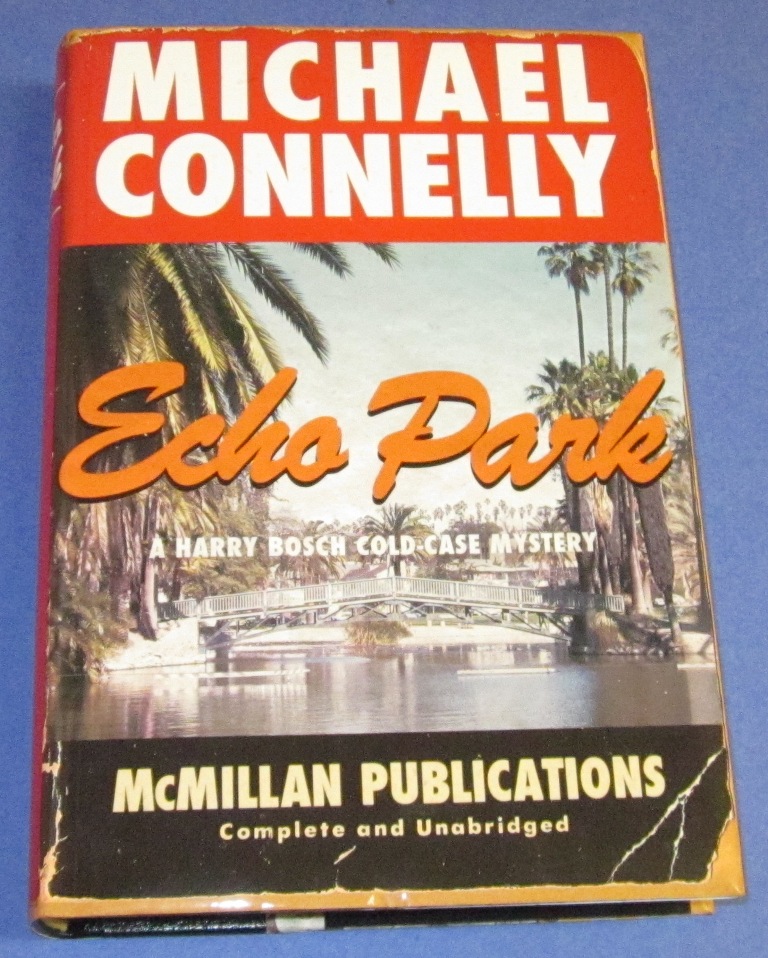 MICHAEL
CONNELLY
Echo Park
A HARRY BOSCH COLD-CASE MYSTERY
McMILLAN PUBLICATIONS
Complete and Unabridged